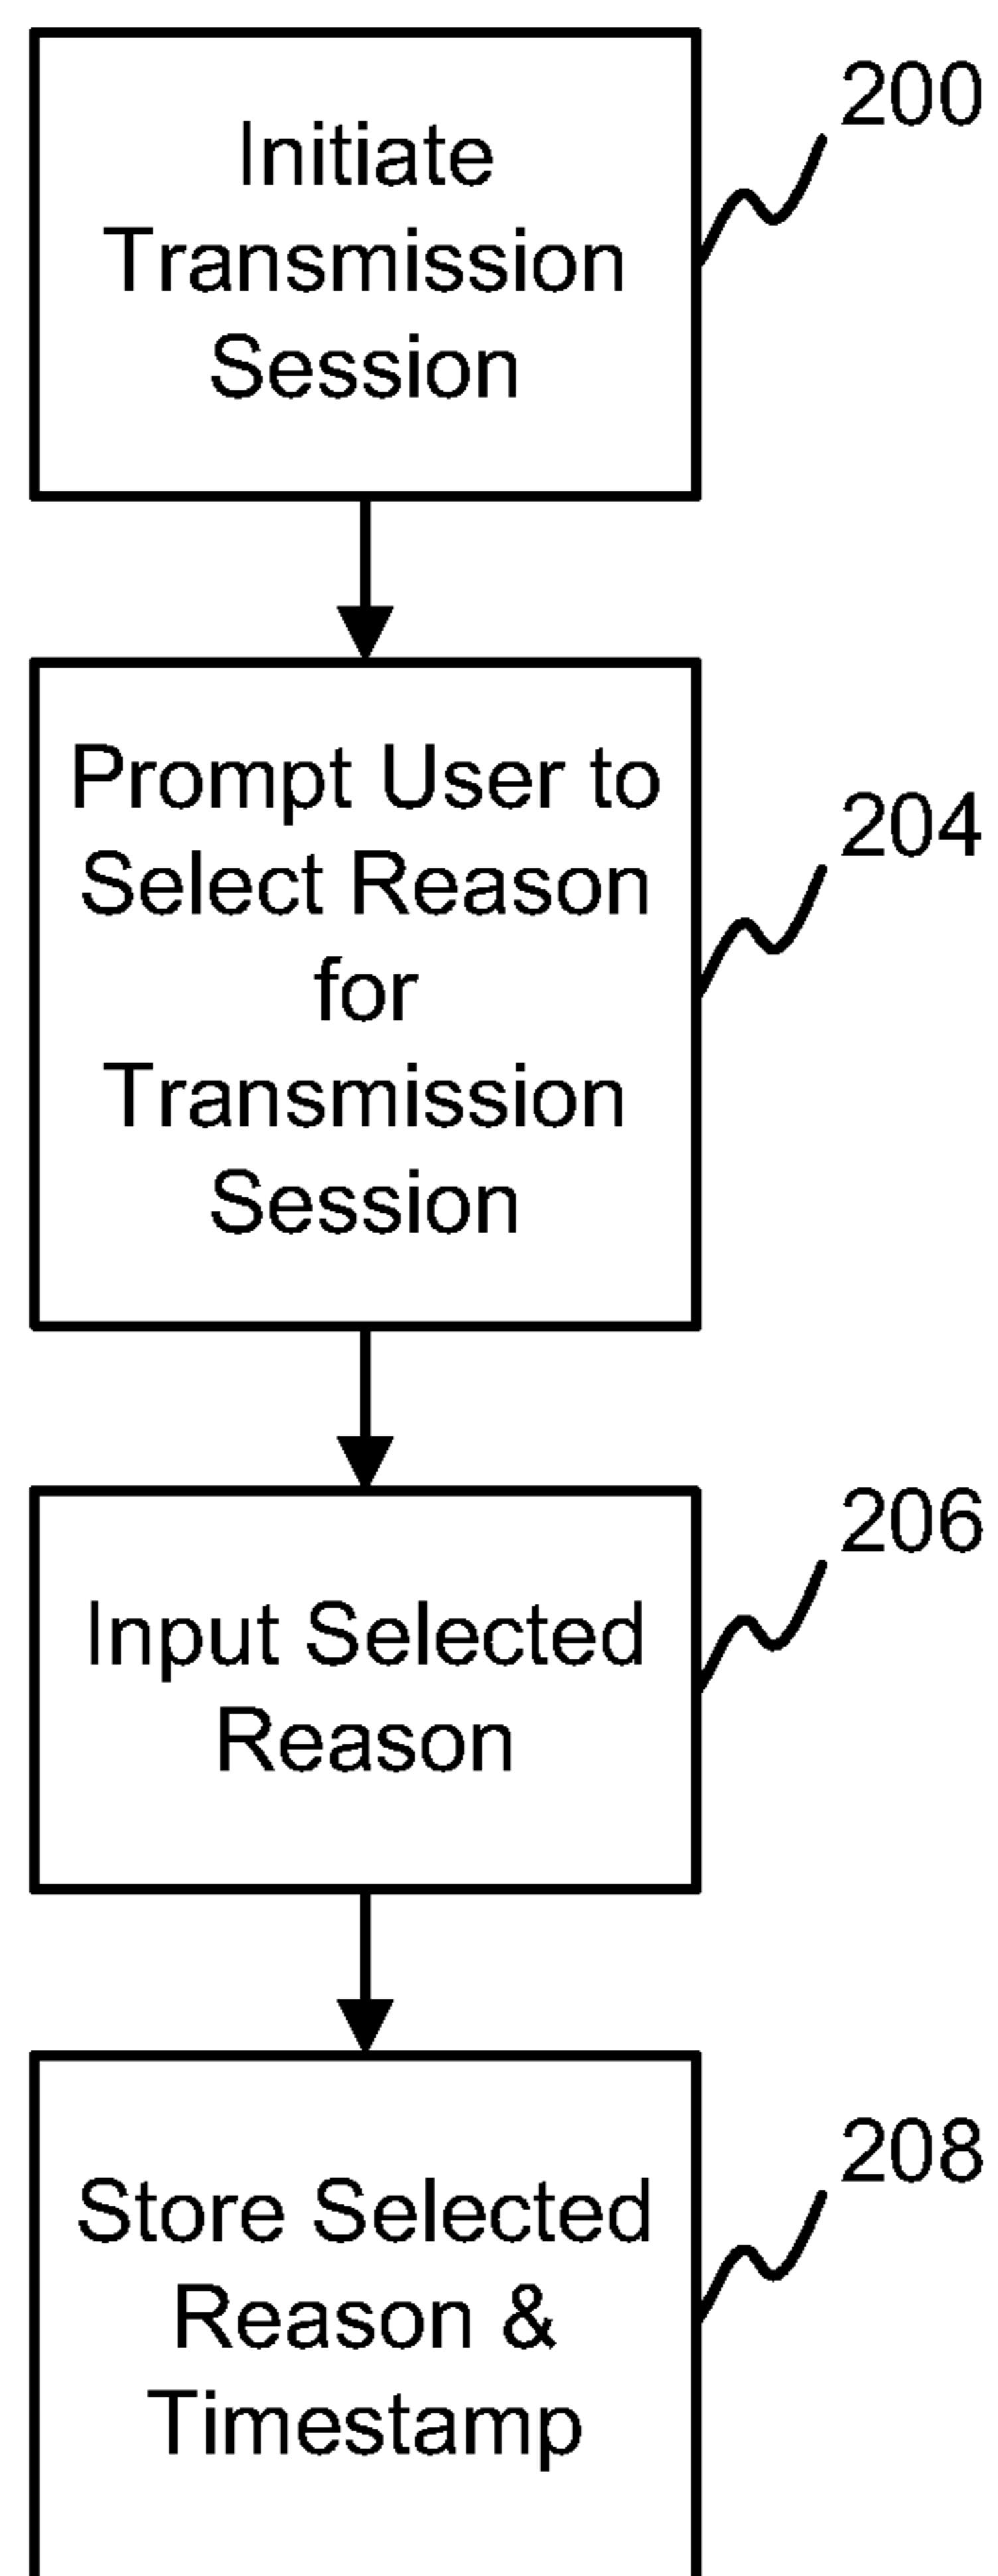 Initiate
Transmission
Session
200
Prompt User to
Select Reason
for
Transmission
Session
204
Input Selected
Reason
206
Store Selected
Reason &
Timestamp
208